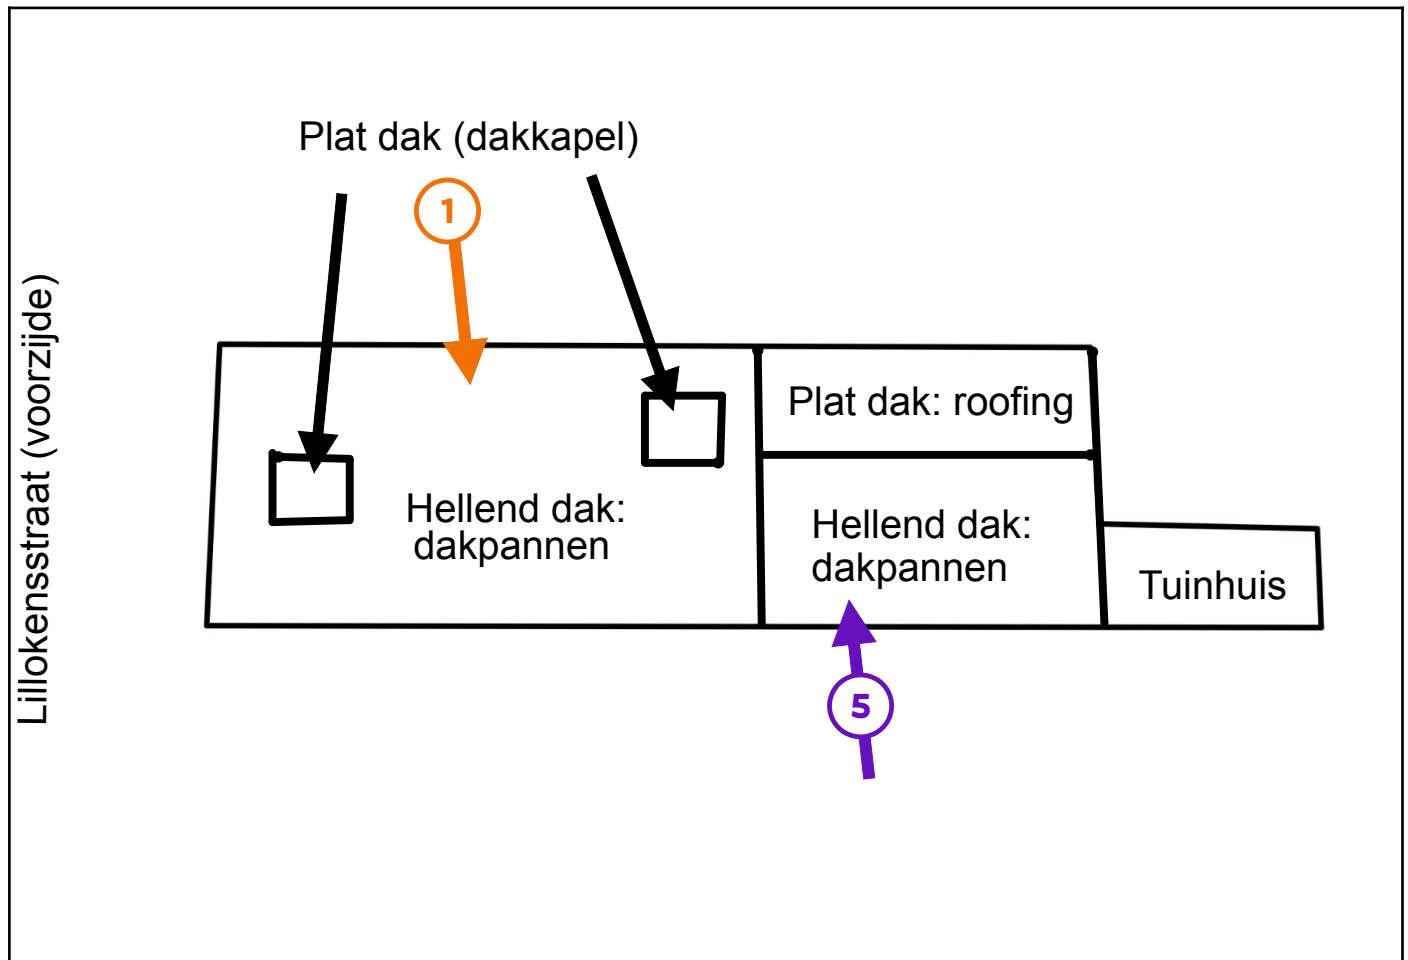 Plat dak (dakkapel)
1
Plat dak: roofing
Hellend dak:
dakpannen
Hellend dak:
dakpannen
Tuinhuis
5
Lillokensstraat (voorzijde)